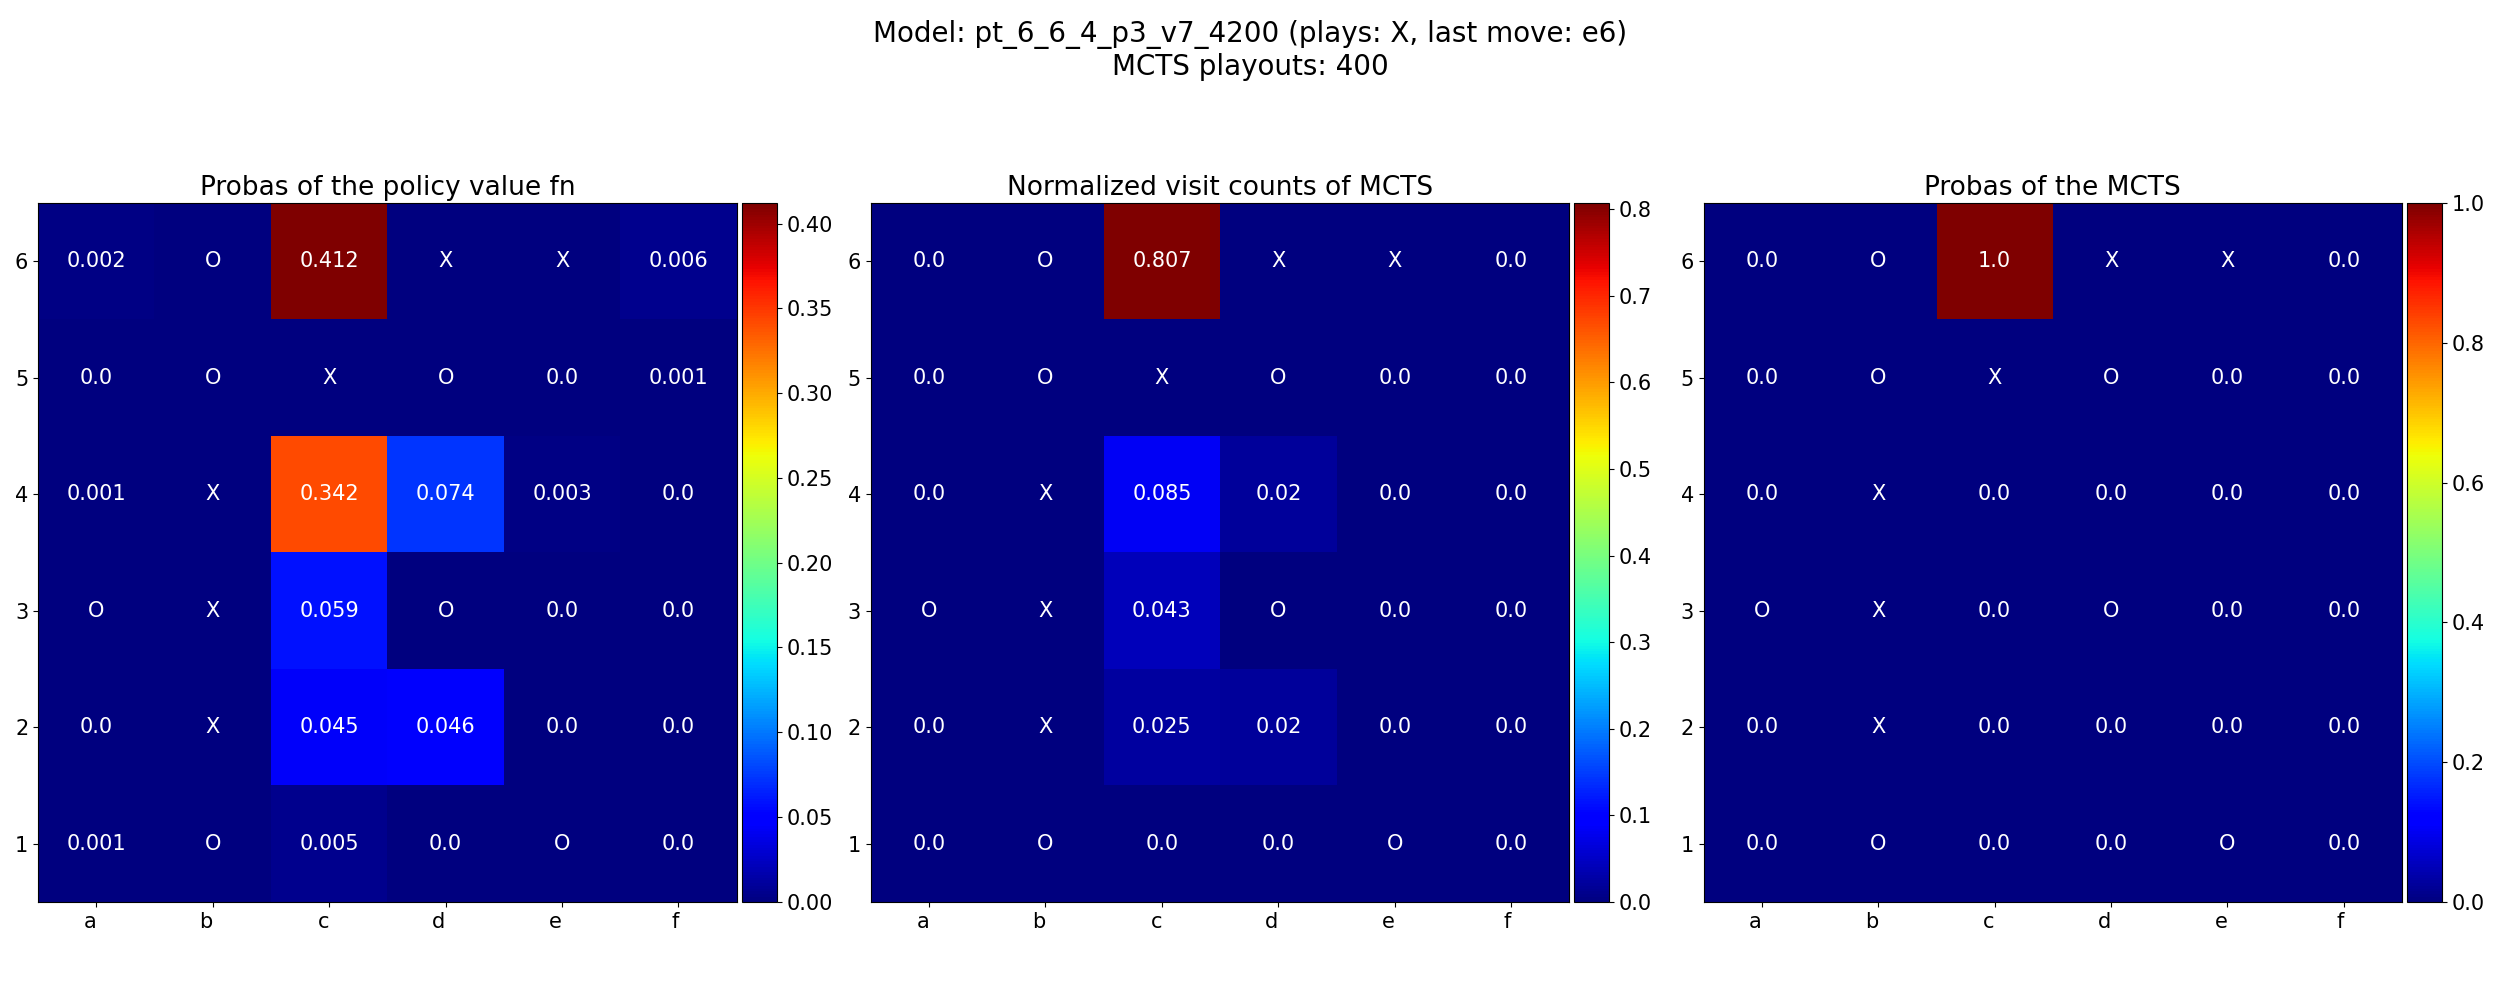 Model: pt_6_6_4_p3_v7_4200 (plays: X, last move: e6)
MCTS playouts: 400
Probas of the policy value fn
6 0.002 O 0.412 X X 0.006
5 0.0 O X O 0.0 0.001
4 0.001 X 0.342 0.074 0.003 0.0
3 O X 0.059 O 0.0 0.0
2 0.0 X 0.045 0.046 0.0 0.0
1 0.001 O 0.005 0.0 O 0.0
a b c d e f
0.40
0.35
0.30
0.25
0.20
0.15
0.10
0.05
0.00
Normalized visit counts of MCTS
6 0.0 O 0.807 X X 0.0
5 0.0 O X O 0.0 0.0
4 0.0 X 0.085 0.02 0.0 0.0
3 O X 0.043 O 0.0 0.0
2 0.0 X 0.025 0.02 0.0 0.0
1 0.0 O 0.0 0.0 O 0.0
a b c d e f
0.8
0.7
0.6
0.5
0.4
0.3
0.2
0.1
0.0
Probas of the MCTS
6 0.0 O 1.0 X X 0.0
5 0.0 O X O 0.0 0.0
4 0.0 X 0.0 0.0 0.0 0.0
3 O X 0.0 O 0.0 0.0
2 0.0 X 0.0 0.0 0.0 0.0
1 0.0 O 0.0 0.0 O 0.0
a b c d e f
1.0
0.8
0.6
0.4
0.2
0.0